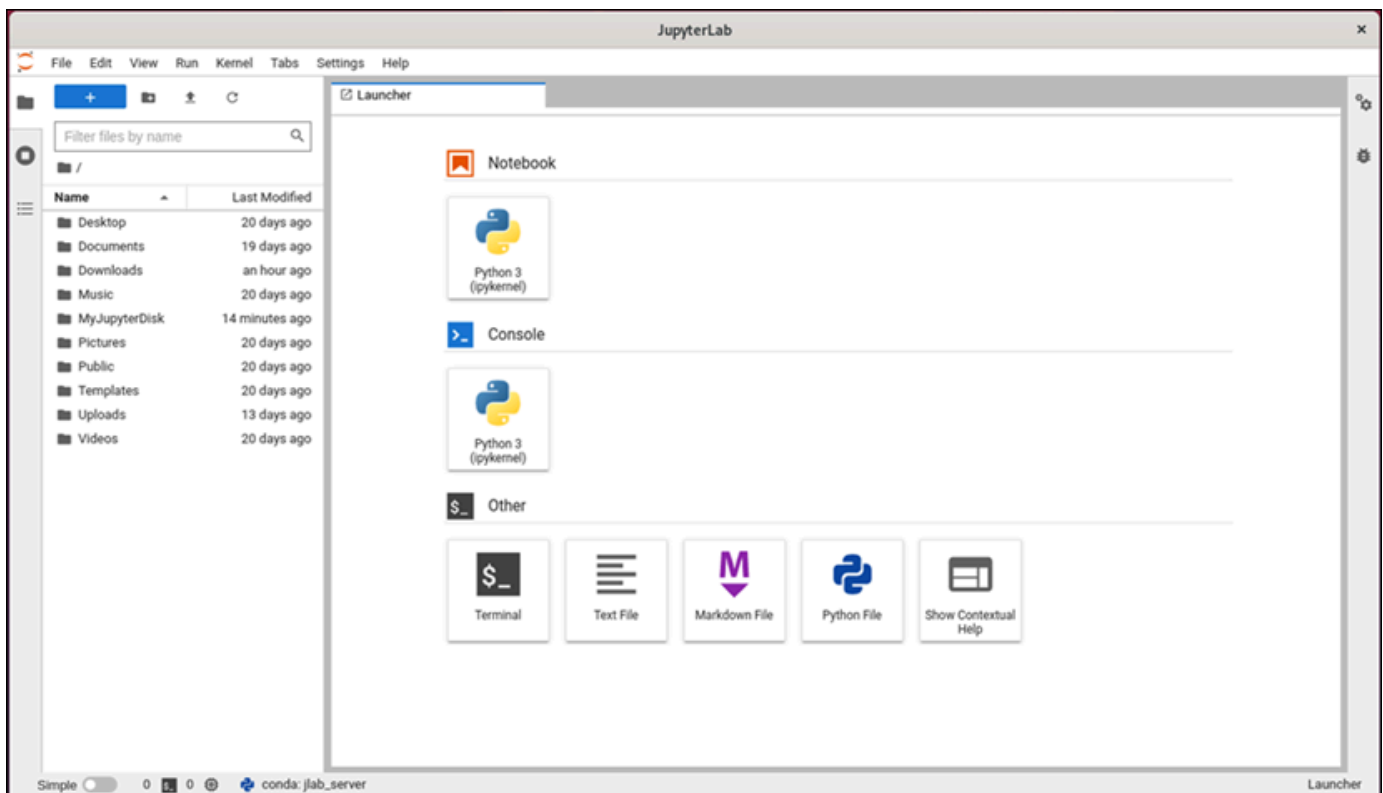 JupyterLab
File Edit View Run Kernel Tabs Settings Help
+
Filter files by name
/
Name Last Modified
Desktop 20 days ago
Documents 19 days ago
Downloads an hour ago
Music 20 days ago
MyJupyterDisk 14 minutes ago
Pictures 20 days ago
Public 20 days ago
Templates 20 days ago
Uploads 13 days ago
Videos 20 days ago
Launcher
Notebook
Python 3
(ipykernel)
Console
Python 3
(ipykernel)
$_ Other
$_
Terminal
Text File
M
Markdown File
Python File
Show Contextual
Help
Simple 0 $_ 0 conda: jlab_server Launcher